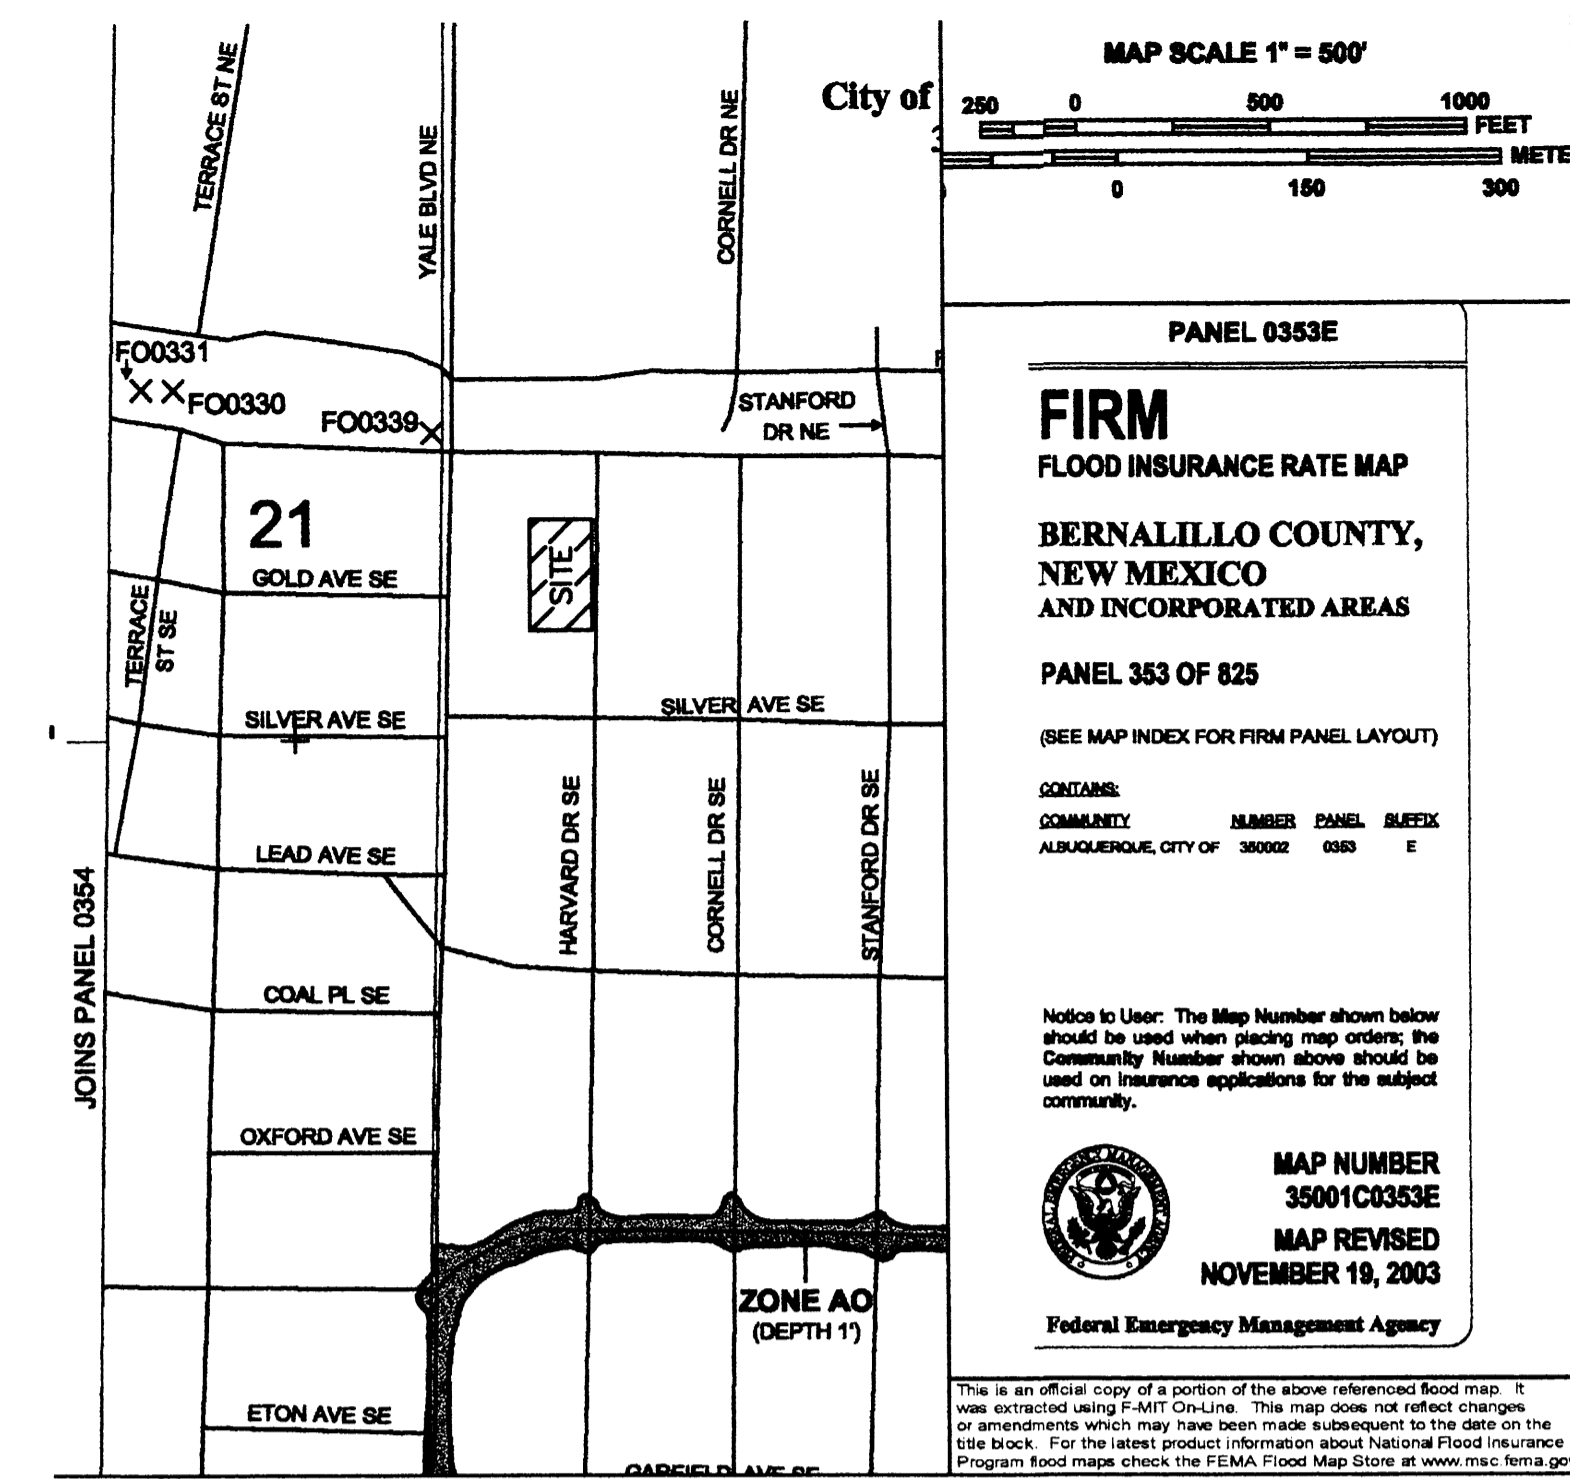 TERRACE ST NE
YALE BLVD NE
CORNELL DR NE
City of
FO0331
FO0330
FO0339
STANFORD
DR NE
21
SITE
GOLD AVE SE
TERRACE
ST SE
SILVER AVE SE
SILVER AVE SE
LEAD AVE SE
HARVARD DR SE
CORNELL DR SE
STANFORD DR SE
JOINS PANEL 0354
COAL PL SE
OXFORD AVE SE
ZONE AO
(DEPTH 1')
ETON AVE SE
GARFIELD AVE SE
MAP SCALE 1" = 500'
250 0 500 1000
FEET
METE
0 150 300
PANEL 0353E
FIRM
FLOOD INSURANCE RATE MAP
BERNALILLO COUNTY,
NEW MEXICO
AND INCORPORATED AREAS
PANEL 353 OF 825
(SEE MAP INDEX FOR FIRM PANEL LAYOUT)
CONTAINS:
COMMUNITY NUMBER PANEL SUFFIX
ALBUQUERQUE, CITY OF 350002 0353 E
Notice to User: The Map Number shown below
should be used when placing map orders; the
Community Number shown above should be
used on insurance applications for the subject
community.
FEDERAL EMERGENCY MANAGEMENT AGENCY
MAP NUMBER
35001C0353E
MAP REVISED
NOVEMBER 19, 2003
Federal Emergency Management Agency
This is an official copy of a portion of the above referenced flood map. It
was extracted using F-MIT On-Line. This map does not reflect changes
or amendments which may have been made subsequent to the date on the
title block. For the latest product information about National Flood Insurance
Program flood maps check the FEMA Flood Map Store at www.msc.fema.gov